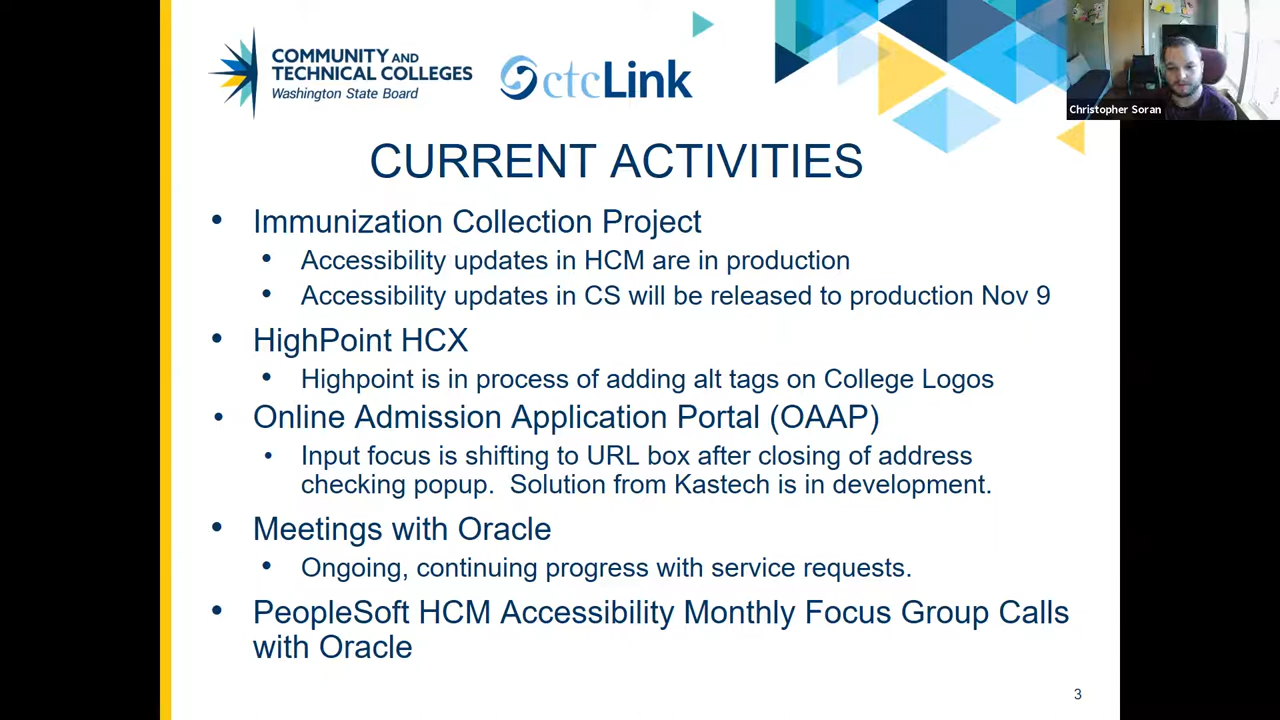 COMMUNITY AND
TECHNICAL COLLEGES
Washington State Board
ctcLink
Christopher Soran
CURRENT ACTIVITIES
• Immunization Collection Project
• Accessibility updates in HCM are in production
• Accessibility updates in CS will be released to production Nov 9
• HighPoint HCX
• Highpoint is in process of adding alt tags on College Logos
• Online Admission Application Portal (OAAP)
• Input focus is shifting to URL box after closing of address
checking popup.  Solution from Kastech is in development.
• Meetings with Oracle
• Ongoing, continuing progress with service requests.
• PeopleSoft HCM Accessibility Monthly Focus Group Calls
with Oracle
3